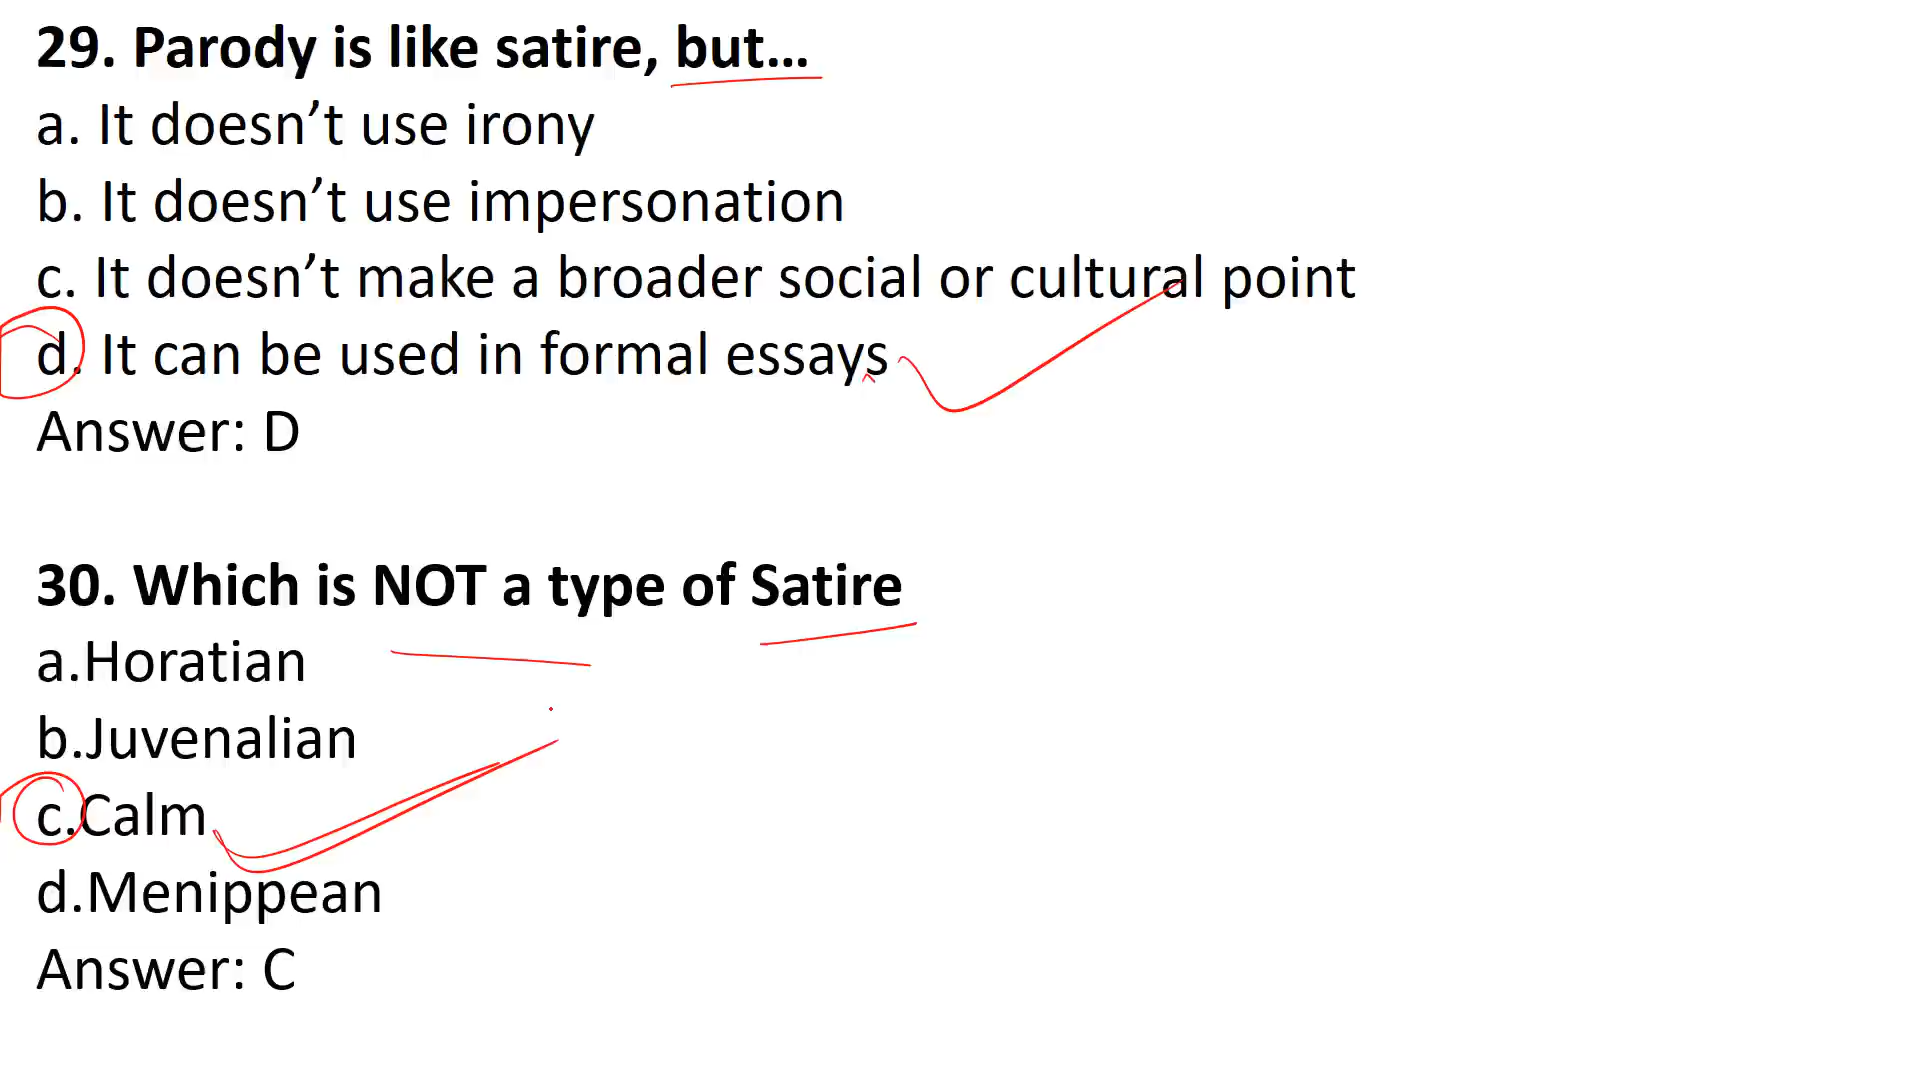 29. Parody is like satire, but...
a. It doesn’t use irony
b. It doesn’t use impersonation
c. It doesn’t make a broader social or cultural point
d. It can be used in formal essays
Answer: D
30. Which is NOT a type of Satire
a.Horatian
b.Juvenalian
c.Calm
d.Menippean
Answer: C